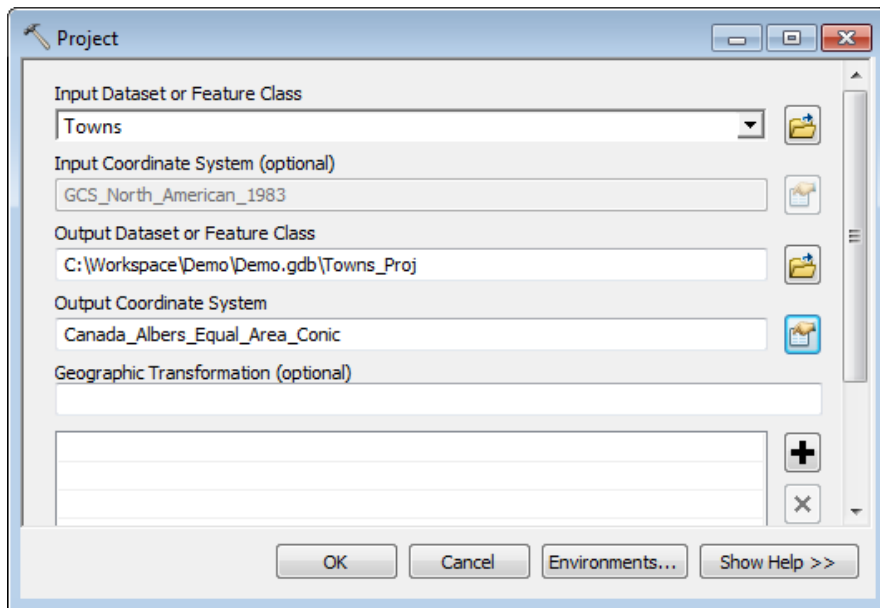 Project
Input Dataset or Feature Class
Towns
Input Coordinate System (optional)
GCS_North_American_1983
Output Dataset or Feature Class
C:\Workspace\Demo\Demo.gdb\Towns_Proj
Output Coordinate System
Canada_Albers_Equal_Area_Conic
Geographic Transformation (optional)
OK Cancel Environments... Show Help >>